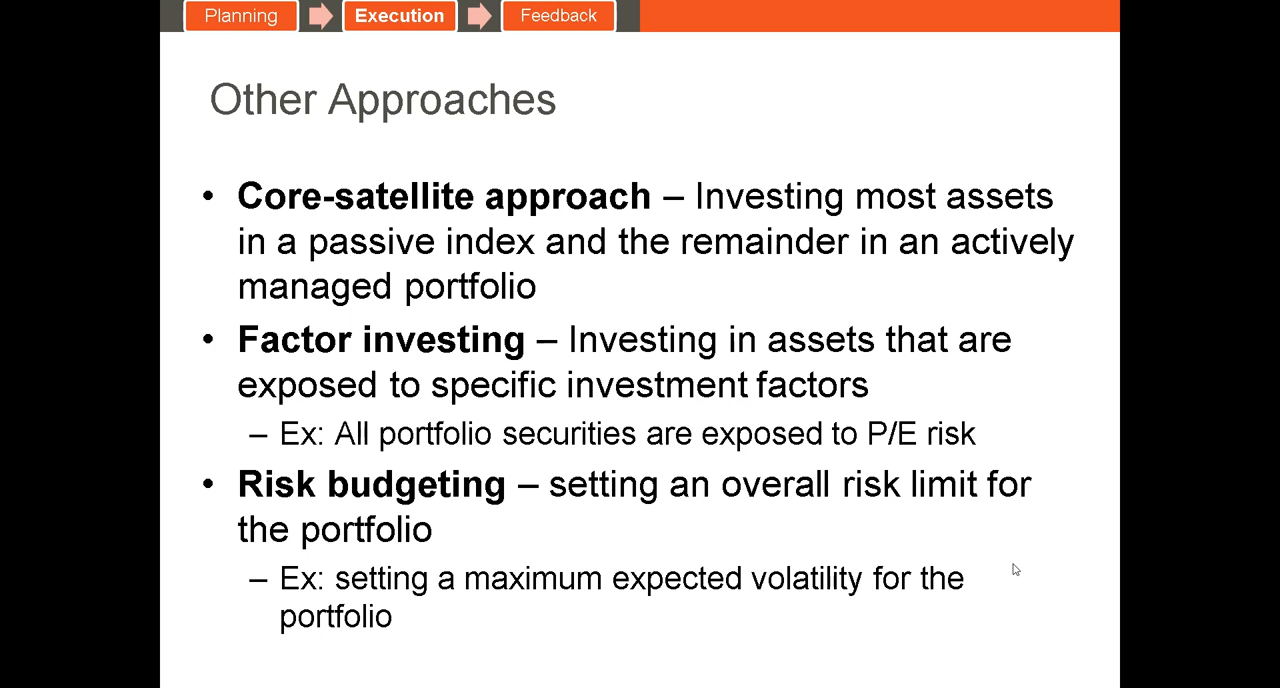 Planning
Execution
Feedback
Other Approaches
• Core-satellite approach – Investing most assets
in a passive index and the remainder in an actively
managed portfolio
• Factor investing – Investing in assets that are
exposed to specific investment factors
– Ex: All portfolio securities are exposed to P/E risk
• Risk budgeting – setting an overall risk limit for
the portfolio
– Ex: setting a maximum expected volatility for the
portfolio